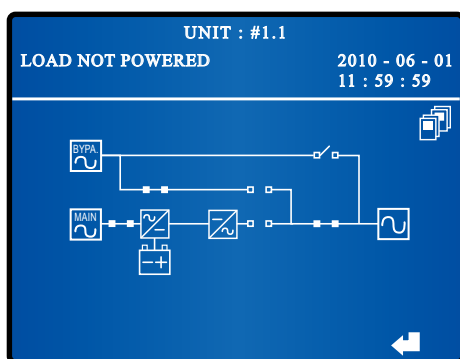 UNIT : #1.1
LOAD NOT POWERED
2010 - 06 - 01
11 : 59 : 59
BYPA.
MAIN